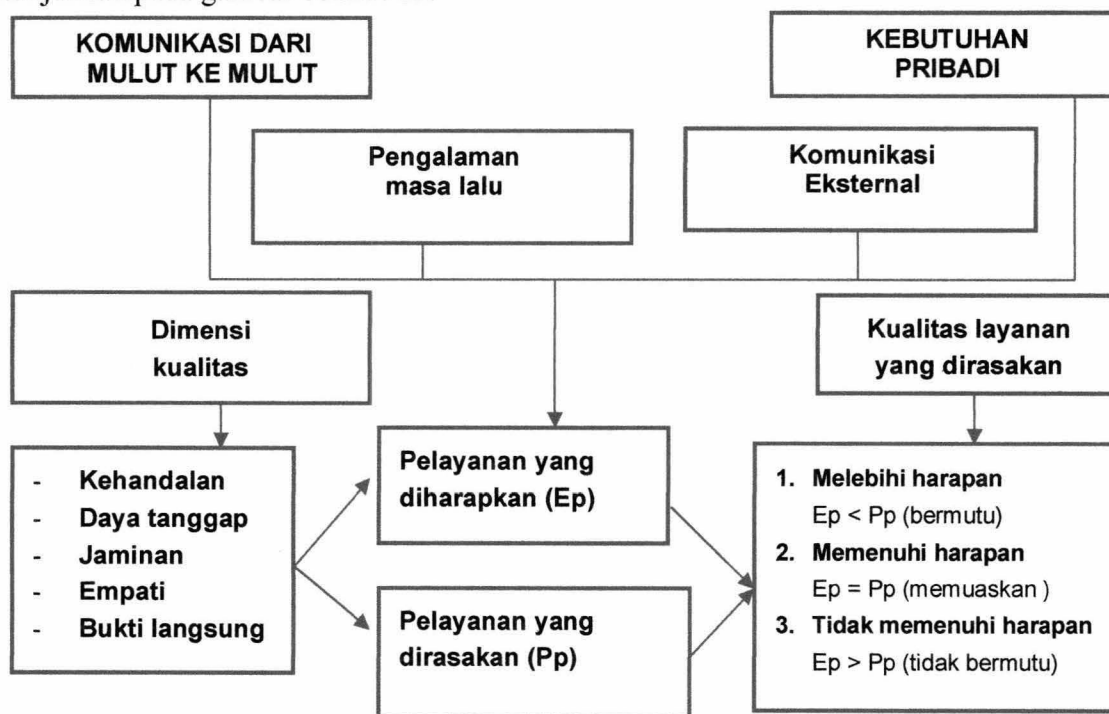 KOMUNIKASI DARI
MULUT KE MULUT
KEBUTUHAN
PRIBADI
Pengalaman
masa lalu
Komunikasi
Eksternal
Dimensi
kualitas
Kualitas layanan
yang dirasakan
- Kehandalan
- Daya tanggap
- Jaminan
- Empati
- Bukti langsung
Pelayanan yang
diharapkan (Ep)
Pelayanan yang
dirasakan (Pp)
1. Melebihi harapan
Ep < Pp (bermutu)
2. Memenuhi harapan
Ep = Pp (memuaskan )
3. Tidak memenuhi harapan
Ep > Pp (tidak bermutu)